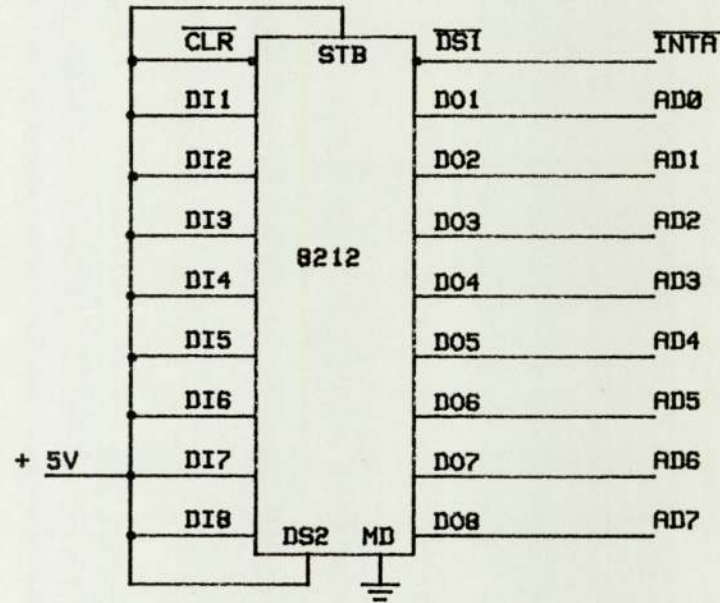 CLR STB DS1 INTA
DI1 DO1 AD0
DI2 DO2 AD1
DI3 DO3 AD2
8212
DI4 DO4 AD3
DI5 DO5 AD4
DI6 DO6 AD5
+ 5V DI7 DO7 AD6
DI8 DS2 MD DO8 AD7